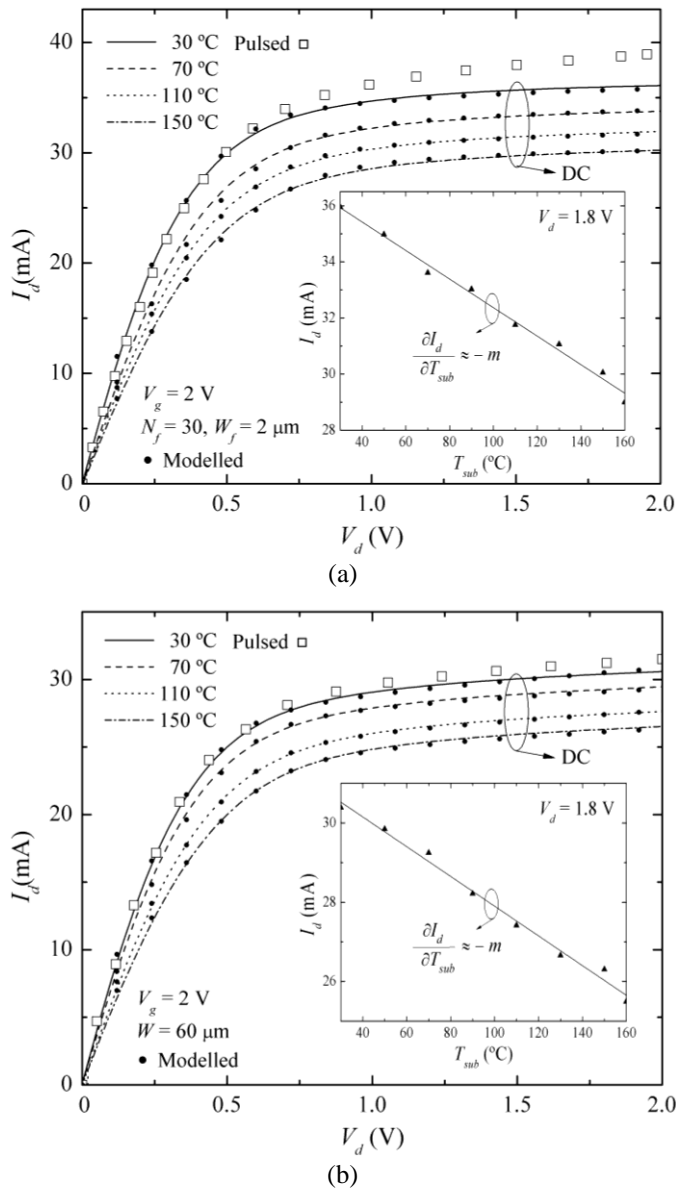 40
30
20
10
0
I_d (mA)
30 ºC Pulsed
70 ºC
110 ºC
150 ºC
DC
V_g = 2 V
N_f = 30, W_f = 2 μm
Modelled
36
34
32
30
28
I_d (mA)
V_d = 1.8 V
∂I_d
≈ − m
∂T_sub
40 60 80 100 120 140 160
T_sub (ºC)
0 0.5 1.0 1.5 2.0
V_d (V)
(a)
30
20
10
0
I_d (mA)
30 ºC Pulsed
70 ºC
110 ºC
150 ºC
DC
V_g = 2 V
W = 60 μm
Modelled
30
28
26
I_d (mA)
V_d = 1.8 V
∂I_d
≈ − m
∂T_sub
40 60 80 100 120 140 160
T_sub (ºC)
0 0.5 1.0 1.5 2.0
V_d (V)
(b)